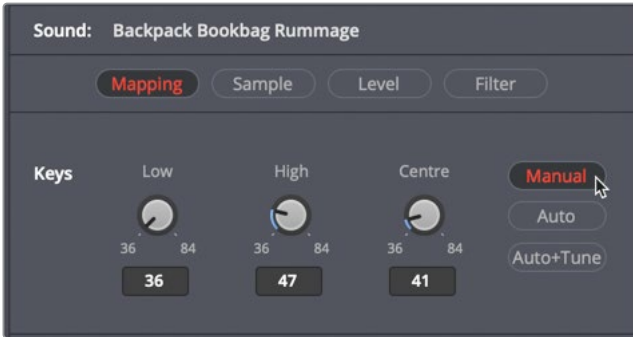 Sound: Backpack Bookbag Rummage
Mapping Sample Level Filter
Keys Low High Centre Manual
Auto
36 84 36 84 36 84
Auto+Tune
36 47 41